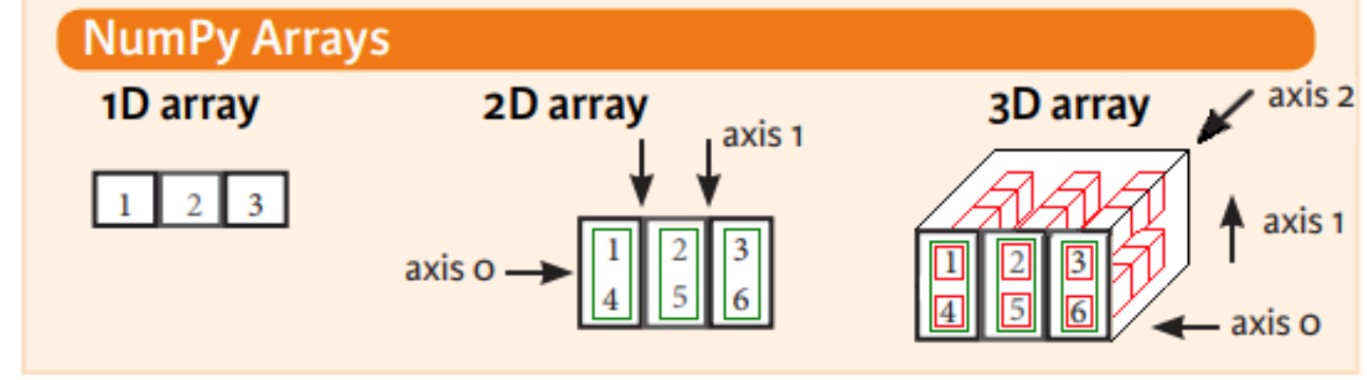 NumPy Arrays
1D array
2D array
3D array
axis 2
axis 1
1 2 3
axis 1
axis 0
1 2 3
4 5 6
1 2 3
4 5 6
axis 0